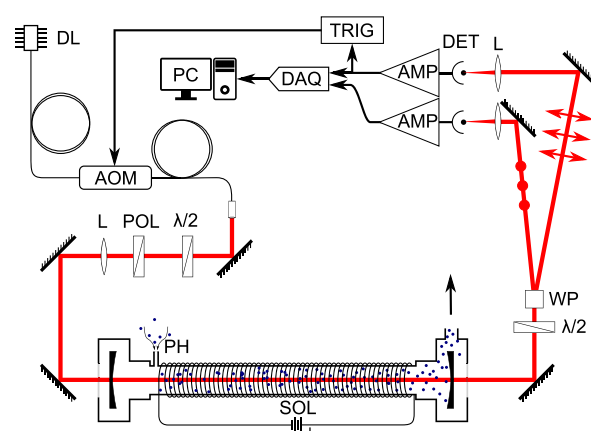 DL
TRIG
DET
L
PC
DAQ
AMP
AMP
AOM
L
POL
λ/2
WP
λ/2
PH
SOL